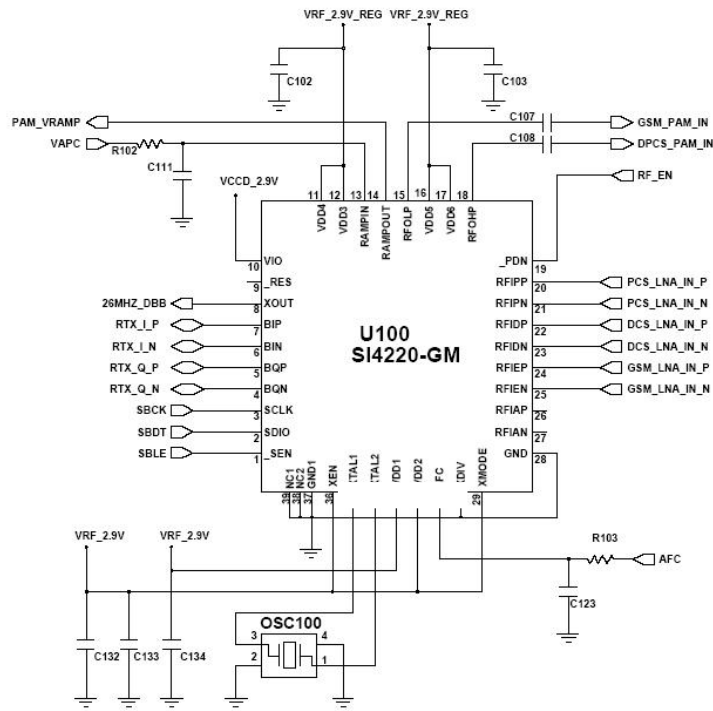 VRF_2.9V_REG VRF_2.9V_REG
C102 C103
PAM_VRAMP C107 GSM_PAM_IN
VAPC R102 C108 DPCS_PAM_IN
C111 RF_EN
VCCD_2.9V
11 12 13 14 15 16 17 18
VDD4 VDD3 RAMPIN RAMPOUT RFOLP VDD5 VDD6 RFOHP
10 VIO _PDN 19
9 _RES RFIPP 20 PCS_LNA_IN_P
26MHZ_DBB 8 XOUT RFIPN 21 PCS_LNA_IN_N
RTX_I_P 7 BIP RFIDP 22 DCS_LNA_IN_P
RTX_I_N 6 BIN RFIDN 23 DCS_LNA_IN_N
RTX_Q_P 5 BQP RFIEP 24 GSM_LNA_IN_P
RTX_Q_N 4 BQN RFIEN 25 GSM_LNA_IN_N
SBCK 3 SCLK RFIAP 26
SBDT 2 SDIO RFIAN 27
SBLE 1 _SEN GND 28
U100
SI4220-GM
NC1 NC2 GND1 XEN XTAL1 XTAL2 VDD1 VDD2 FC XDIV XMODE
39 38 37 36 29
VRF_2.9V VRF_2.9V
R103 AFC
C123
C132 C133 C134
OSC100
3 4
2 1